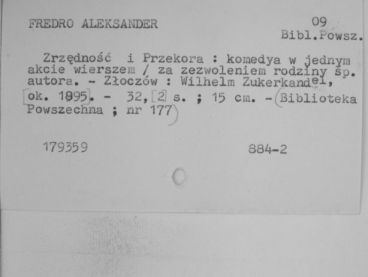 FREDRO ALEKSANDER 09
Bibl.Powsz.
Zrzędność i Przekora : komedya w jednym
akcie wierszem / za zezwoleniem rodziny śp.
autora. - Złoczów : Wilhelm Zukerkandel,
[ok. 1895]. - 32, [2] s. ; 15 cm. - (Biblioteka
Powszechna ; nr 177)
179359 884-2